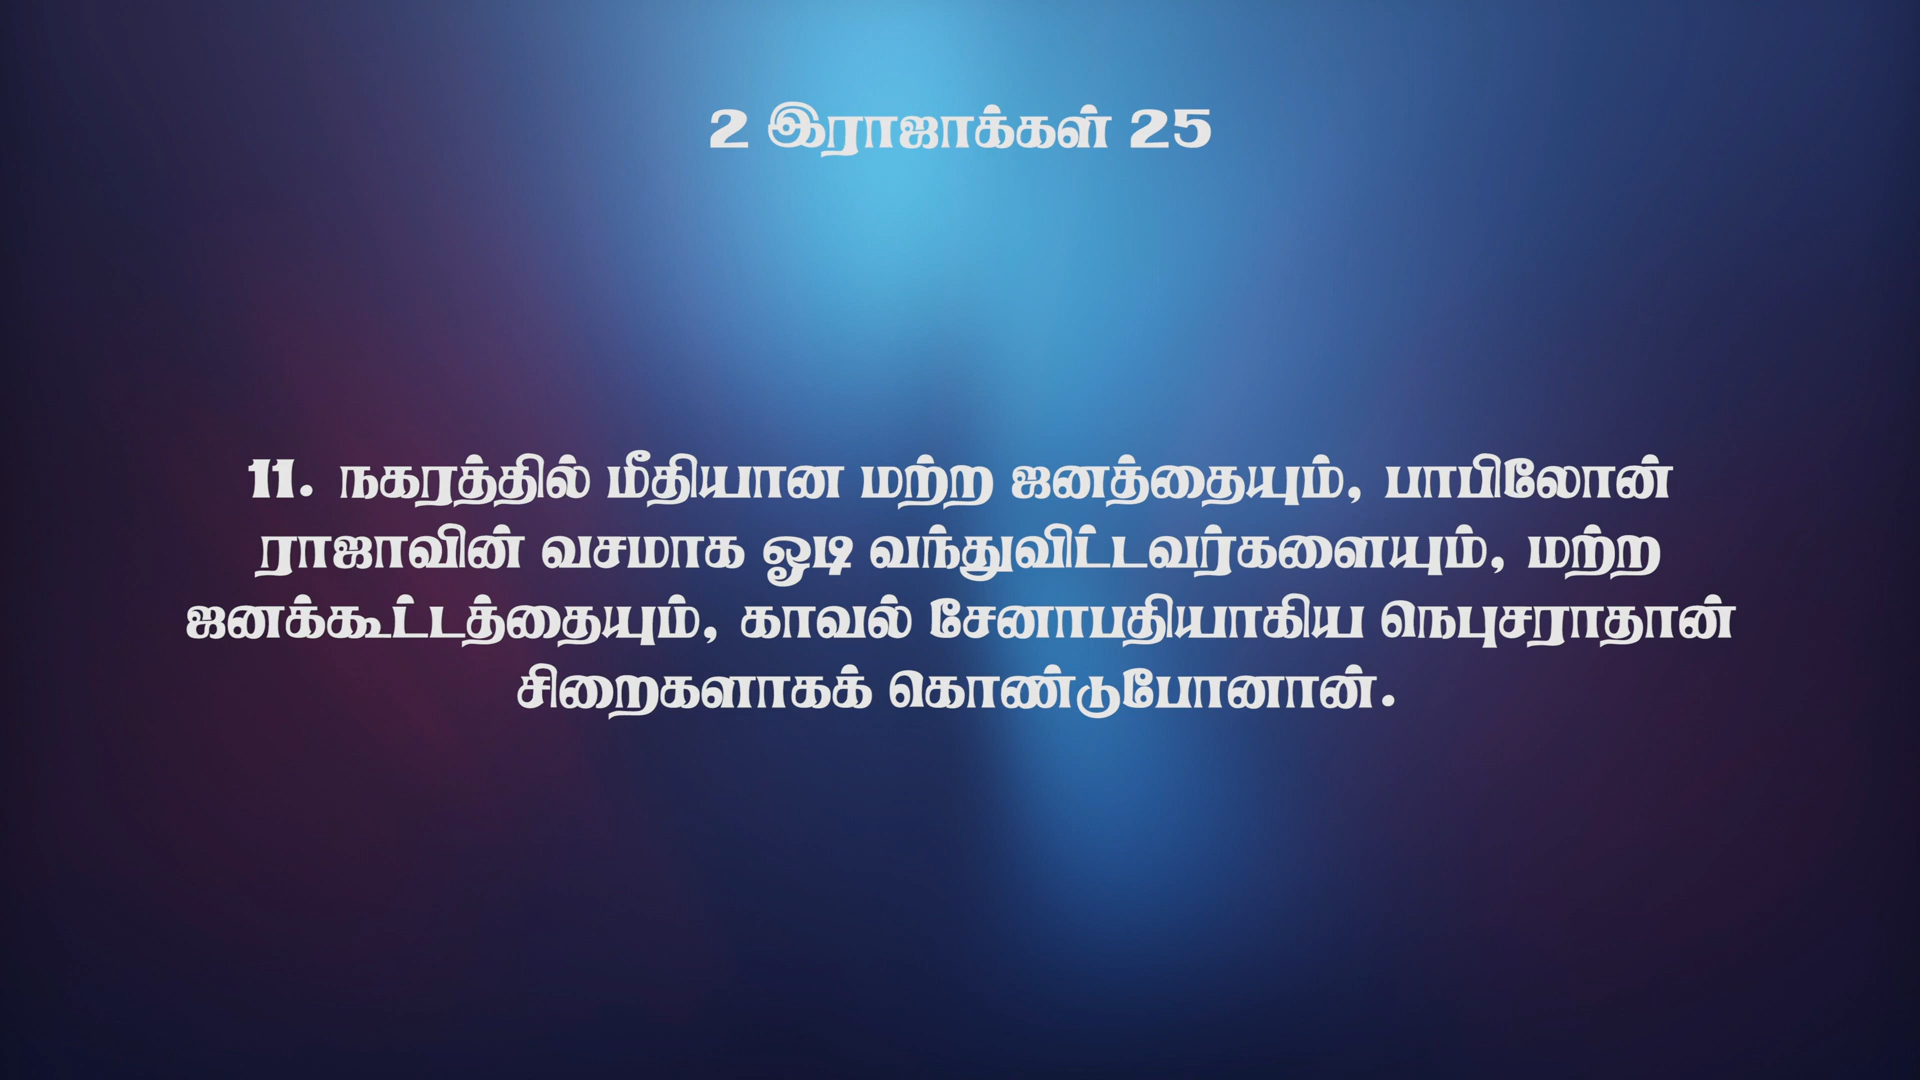 2 இராஜாக்கள் 25
11. நகரத்தில் மீதியான மற்ற ஜனத்தையும், பாபிலோன்
ராஜாவின் வசமாக ஓடி வந்துவிட்டவர்களையும், மற்ற
ஜனக்கூட்டத்தையும், காவல் சேனாபதியாகிய நெபுசராதான்
சிறைகளாகக் கொண்டுபோனான்.